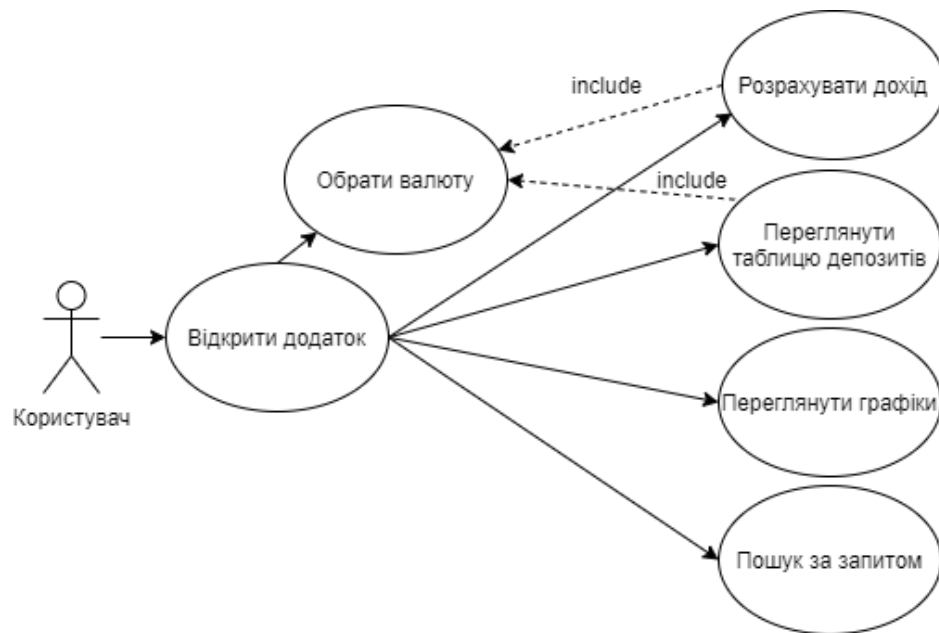 include
Розрахувати дохід
Обрати валюту
include
Переглянути
таблицю депозитів
Відкрити додаток
Користувач
Переглянути графіки
Пошук за запитом